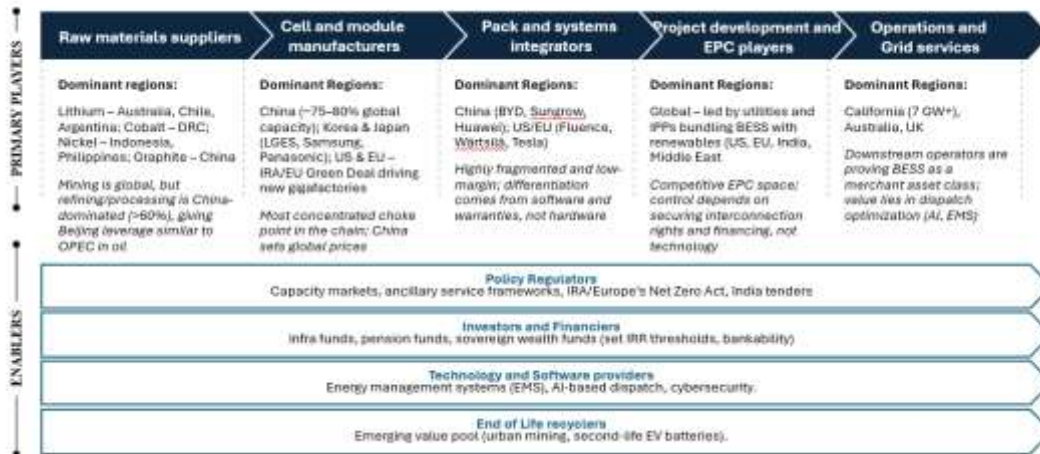 PRIMARY PLAYERS
Raw materials suppliers
Cell and module
manufacturers
Pack and systems
integrators
Project development and
EPC players
Operations and
Grid services
Dominant regions:
Lithium – Australia, Chile,
Argentina; Cobalt – DRC;
Nickel – Indonesia,
Philippines; Graphite – China
Mining is global, but
refining/processing is China-
dominated (>60%), giving
Beijing leverage similar to
OPEC in oil
Dominant Regions:
China (~75–80% global
capacity); Korea & Japan
(LGES, Samsung,
Panasonic); US & EU –
IRA/EU Green Deal driving
new gigafactories
Most concentrated choke
point in the chain; China
sets global prices
Dominant Regions:
China (BYD, Sungrow,
Huawei); US/EU (Fluence,
Wärtsilä, Tesla)
Highly fragmented and low-
margin; differentiation
comes from software and
warranties, not hardware
Dominant Regions:
Global – led by utilities and
IPPs bundling BESS with
renewables (US, EU, India,
Middle East
Competitive EPC space;
control depends on
securing interconnection
rights and financing, not
technology
Dominant Regions:
California (7 GW+),
Australia, UK
Downstream operators are
proving BESS as a
merchant asset class;
value lies in dispatch
optimization (AI, EMS)
ENABLERS
Policy Regulators
Capacity markets, ancillary service frameworks, IRA/Europe's Net Zero Act, India tenders
Investors and Financiers
Infra funds, pension funds, sovereign wealth funds (set IRR thresholds, bankability)
Technology and Software providers
Energy management systems (EMS), AI-based dispatch, cybersecurity.
End of Life recyclers
Emerging value pool (urban mining, second-life EV batteries).